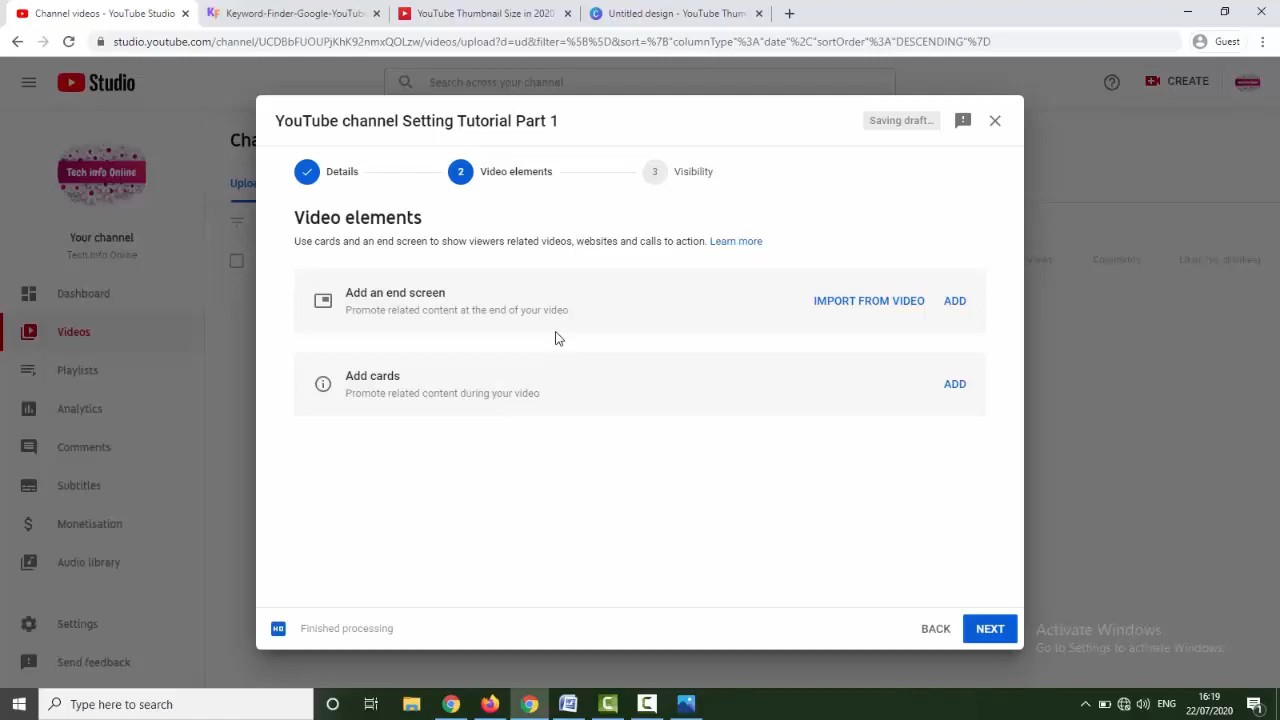 Channel videos - YouTube Studio
Keyword-Finder-Google-YouTube
YouTube Thumbnail Size in 2020
Untitled design - YouTube Thum
studio.youtube.com/channel/UCDBbFUOUPjKhK92nmxQOLzw/videos/upload?d=ud&filter=%5B%5D&sort=%7B"columnType"%3A"date"%2C"sortOrder"%3A"DESCENDING"%7D
Guest
Studio
Search across your channel
CREATE
YouTube channel Setting Tutorial Part 1
Saving draft...
Details
2
Video elements
3
Visibility
Video elements
Use cards and an end screen to show viewers related videos, websites and calls to action. Learn more
Add an end screen
Promote related content at the end of your video
IMPORT FROM VIDEO
ADD
Add cards
Promote related content during your video
ADD
HD
Finished processing
BACK
NEXT
Cha
Uploa
Tech info Online
Your channel
Tech.Info Online
Dashboard
Videos
Playlists
Analytics
Comments
Subtitles
Monetisation
Audio library
Settings
Send feedback
Views
Comments
Activate Windows
Go to Settings to activate Windows.
Type here to search
ENG
16:19
22/07/2020